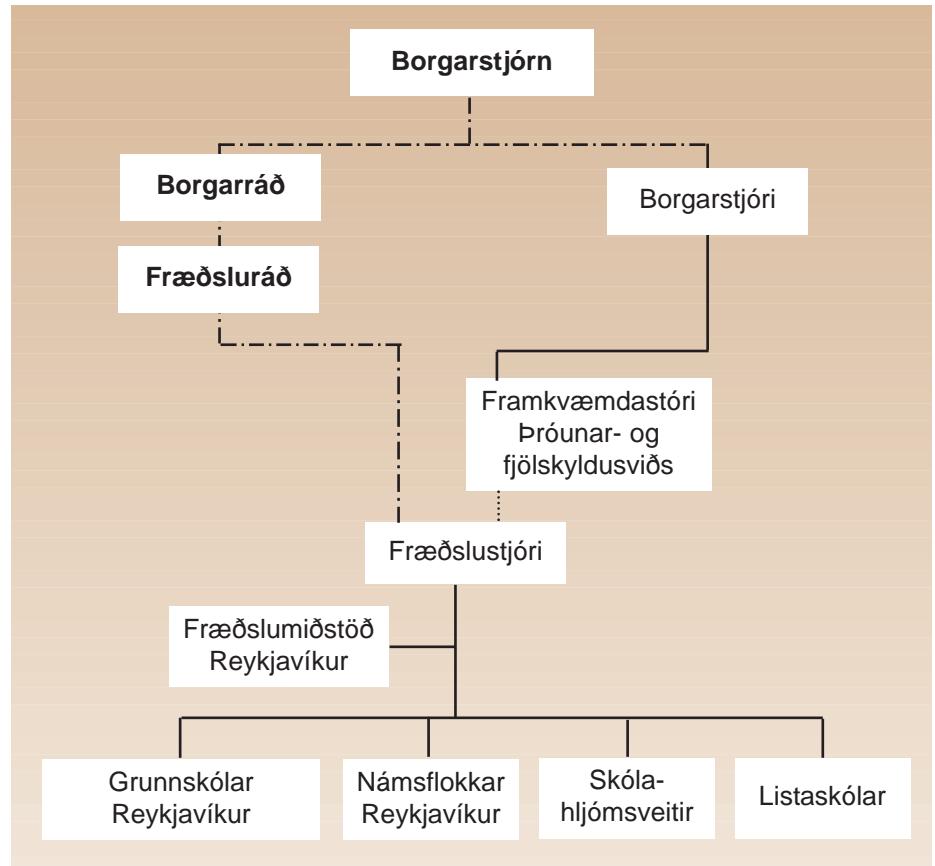 Borgarstjórn
Borgarráð
Borgarstjóri
Fræðsluráð
Framkvæmdastóri
Þróunar- og
fjölskyldusviðs
Fræðslustjóri
Fræðslumiðstöð
Reykjavíkur
Grunnskólar
Reykjavíkur
Námsflokkar
Reykjavíkur
Skóla-
hljómsveitir
Listaskólar